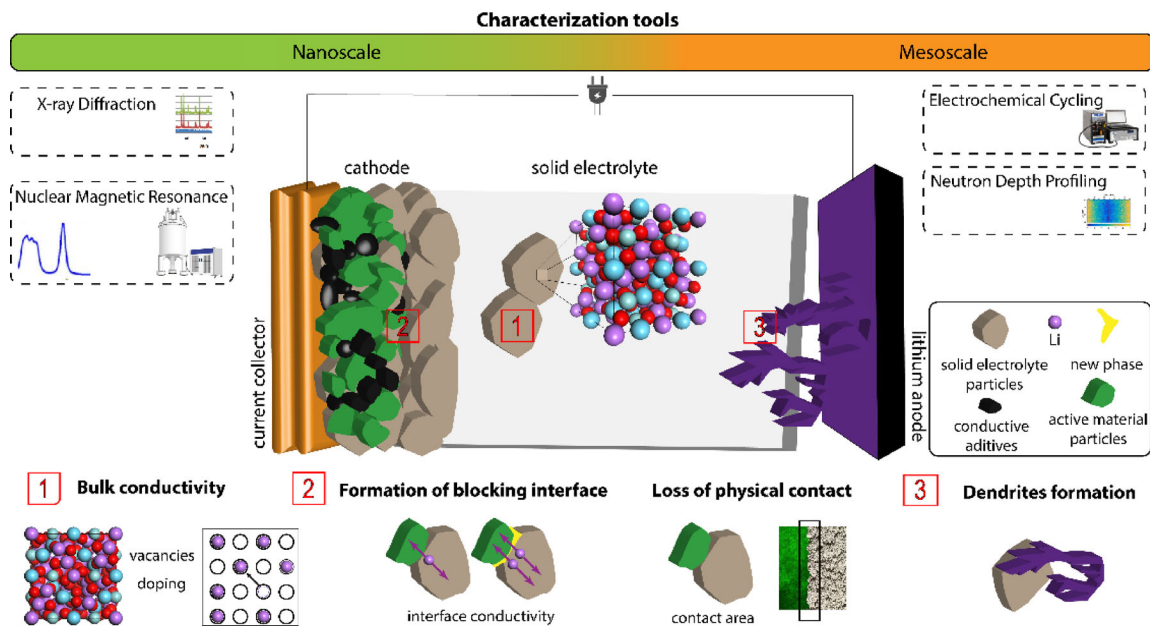 Characterization tools
Nanoscale
Mesoscale
X-ray Diffraction
Nuclear Magnetic Resonance
Electrochemical Cycling
Neutron Depth Profiling
cathode
solid electrolyte
current collector
lithium anode
2
1
3
Li
solid electrolyte
particles
new phase
conductive
aditives
active material
particles
1 Bulk conductivity
vacancies
doping
2 Formation of blocking interface
interface conductivity
Loss of physical contact
contact area
3 Dendrites formation